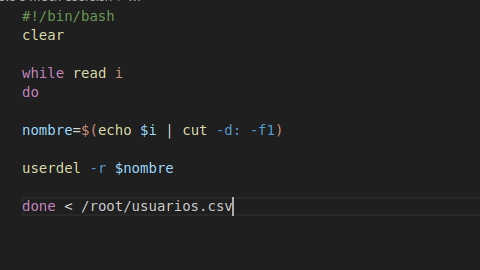 #!/bin/bash
clear
while read i
do
nombre=$(echo $i | cut -d: -f1)
userdel -r $nombre
done < /root/usuarios.csv